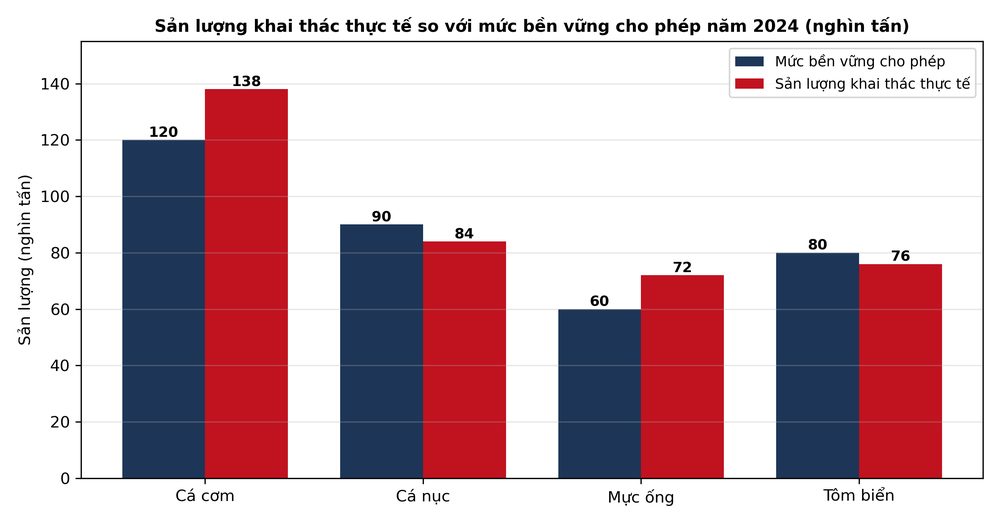 Sản lượng khai thác thực tế so với mức bền vững cho phép năm 2024 (nghìn tấn)
Mức bền vững cho phép
Sản lượng khai thác thực tế
Sản lượng (nghìn tấn)
140
120
100
80
60
40
20
0
120
138
90
84
60
72
80
76
Cá cơm
Cá nục
Mực ống
Tôm biển